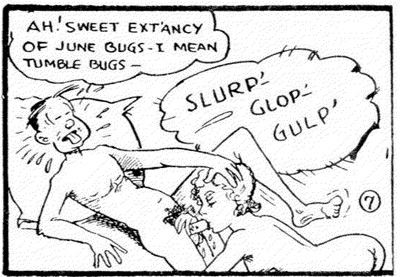 AH! SWEET EXT'ANCY
OF JUNE BUGS-I MEAN
TUMBLE BUGS-
SLURP!
GLOP!
GULP!
7